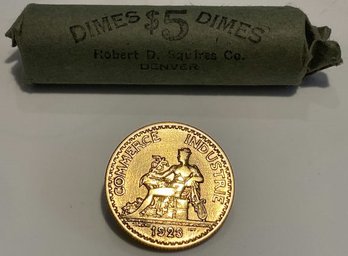 DIMES $5 DIMES
Robert D. Squires Co.
DENVER
COMMERCE INDUSTRIE
1923